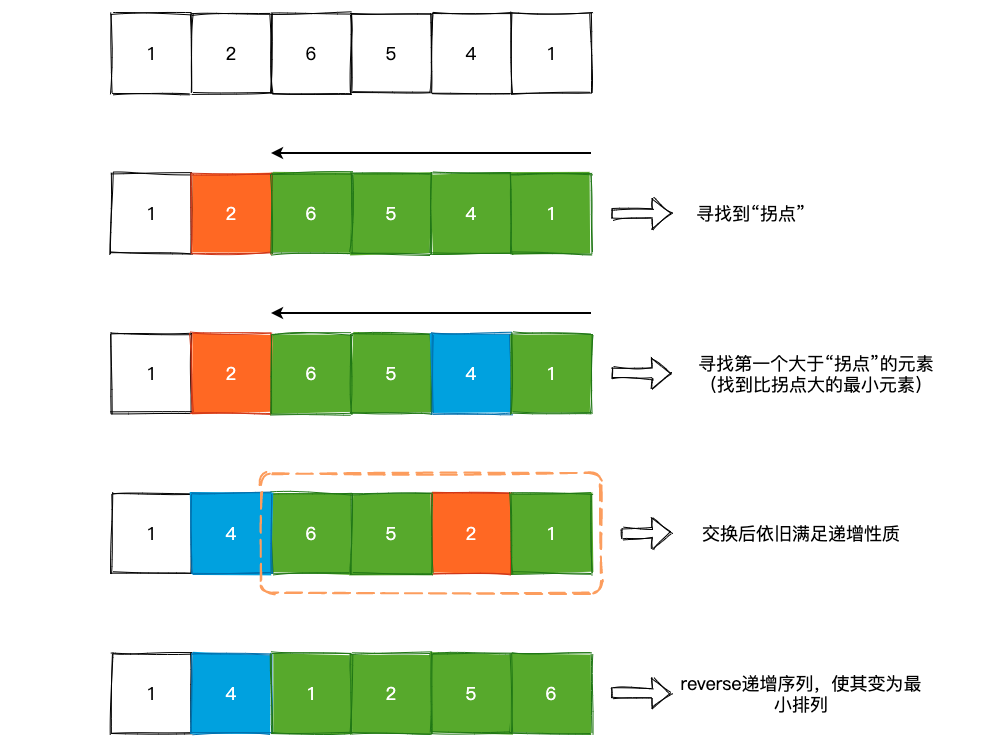 1 2 6 5 4 1
1 2 6 5 4 1 寻找到“拐点”
1 2 6 5 4 1 寻找第一个大于“拐点”的元素
（找到比拐点大的最小元素）
1 4 6 5 2 1 交换后依旧满足递增性质
1 4 1 2 5 6 reverse递增序列，使其变为最
小排列